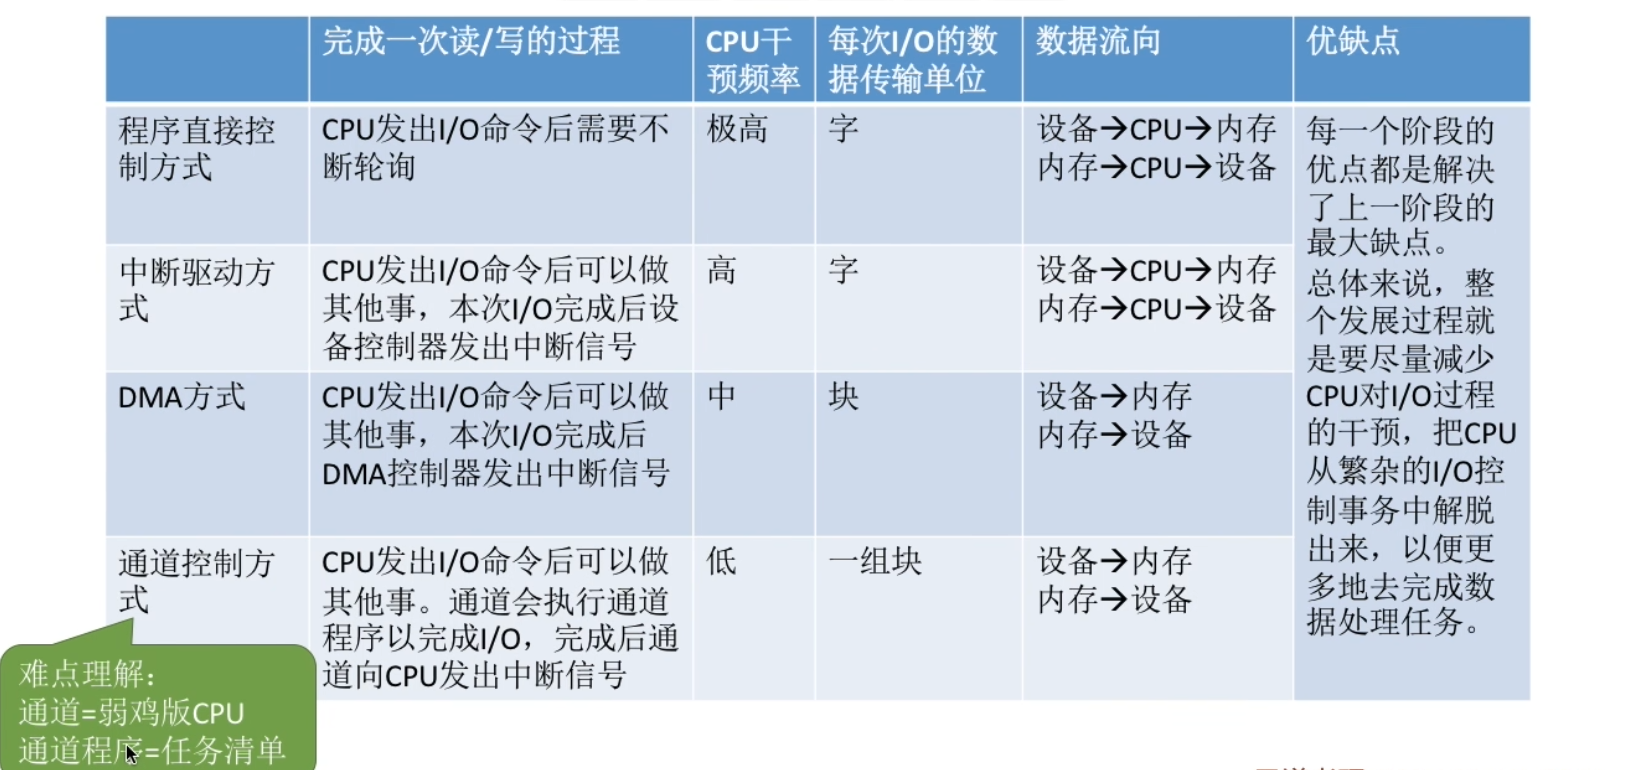 完成一次读/写的过程
CPU干
预频率
每次I/O的数
据传输单位
数据流向
优缺点
程序直接控
制方式
CPU发出I/O命令后需要不
断轮询
极高
字
设备→CPU→内存
内存→CPU→设备
每一个阶段的
优点都是解决
了上一阶段的
最大缺点。
总体来说，整
个发展过程就
是要尽量减少
CPU对I/O过程
的干预，把CPU
从繁杂的I/O控
制事务中解脱
出来，以便更
多地去完成数
据处理任务。
中断驱动方
式
CPU发出I/O命令后可以做
其他事，本次I/O完成后设
备控制器发出中断信号
高
字
设备→CPU→内存
内存→CPU→设备
DMA方式
CPU发出I/O命令后可以做
其他事，本次I/O完成后
DMA控制器发出中断信号
中
块
设备→内存
内存→设备
通道控制方
式
CPU发出I/O命令后可以做
其他事。通道会执行通道
程序以完成I/O，完成后通
道向CPU发出中断信号
低
一组块
设备→内存
内存→设备
难点理解：
通道=弱鸡版CPU
通道程序=任务清单